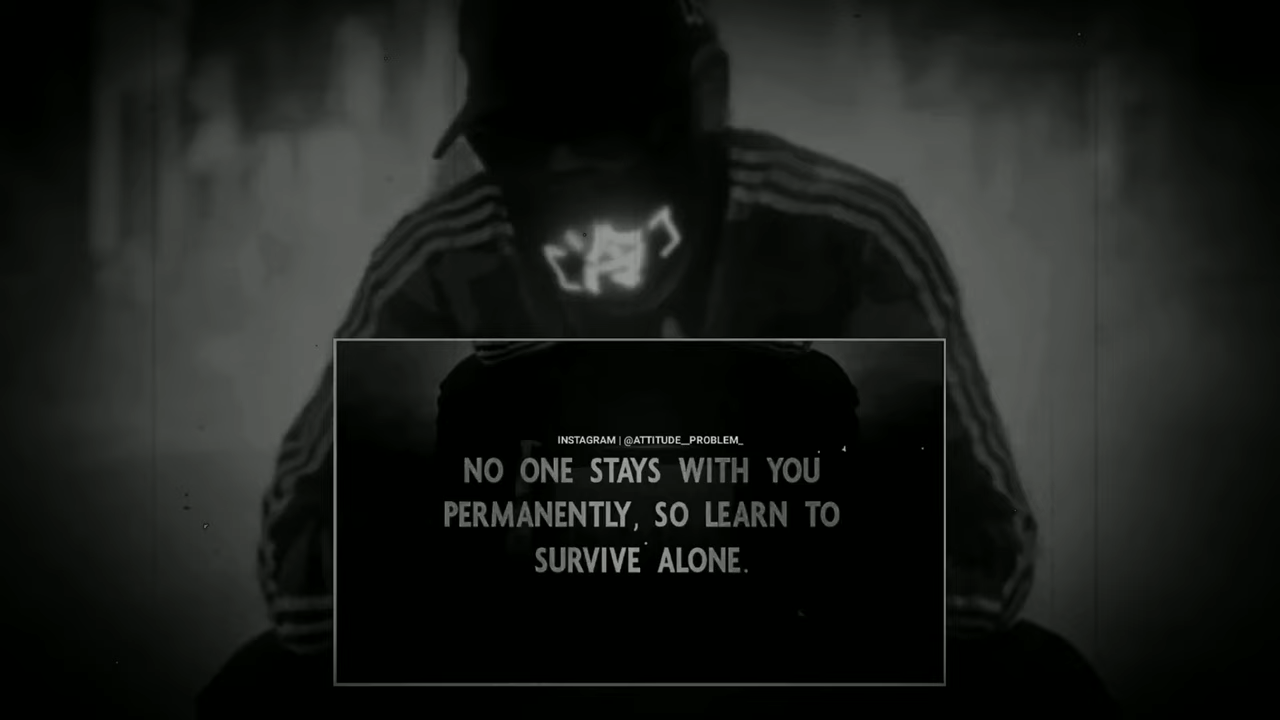 INSTAGRAM | @ATTITUDE__PROBLEM_
NO ONE STAYS WITH YOU
PERMANENTLY, SO LEARN TO
SURVIVE ALONE.